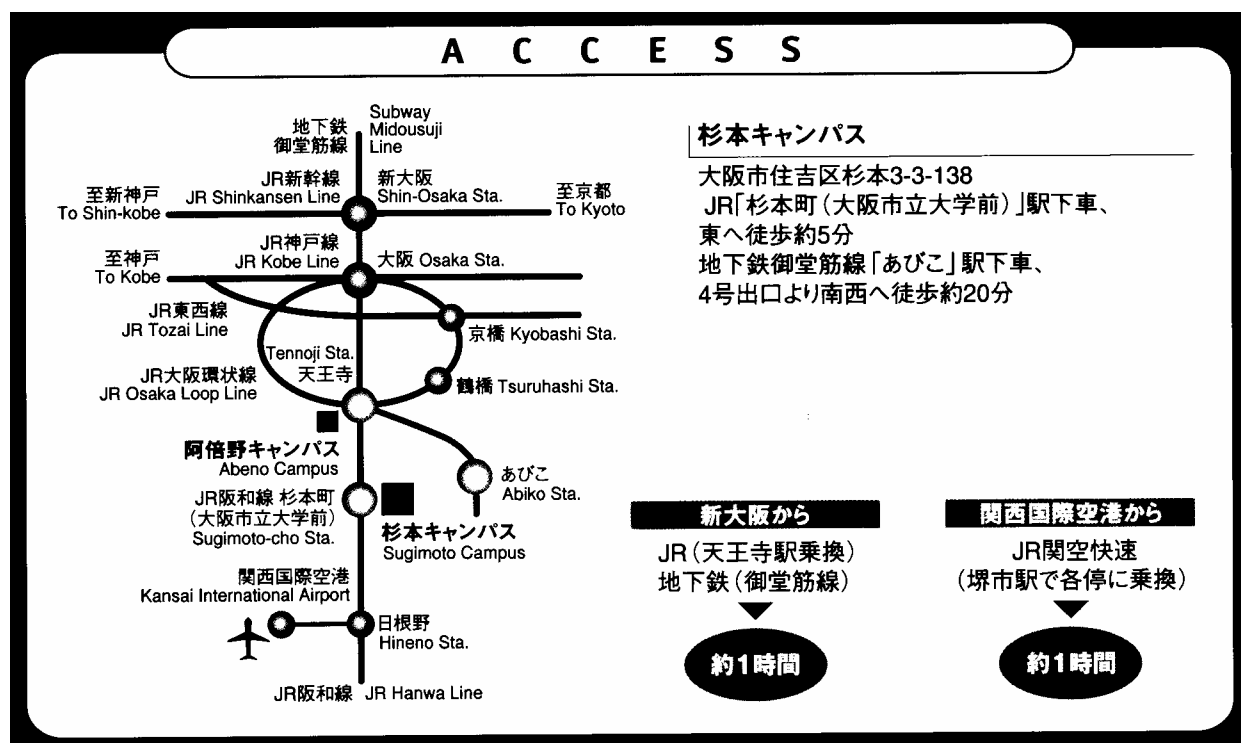 ACCESS
地下鉄
御堂筋線
Subway
Midousuji
Line
至新神戸
To Shin-kobe
JR新幹線
JR Shinkansen Line
新大阪
Shin-Osaka Sta.
至京都
To Kyoto
至神戸
To Kobe
JR神戸線
JR Kobe Line
大阪 Osaka Sta.
JR東西線
JR Tozai Line
京橋 Kyobashi Sta.
Tennoji Sta.
天王寺
JR大阪環状線
JR Osaka Loop Line
鶴橋 Tsuruhashi Sta.
阿倍野キャンパス
Abeno Campus
あびこ
Abiko Sta.
JR阪和線 杉本町
(大阪市立大学前)
Sugimoto-cho Sta.
杉本キャンパス
Sugimoto Campus
関西国際空港
Kansai International Airport
日根野
Hineno Sta.
JR阪和線 JR Hanwa Line
杉本キャンパス
大阪市住吉区杉本3-3-138
JR「杉本町(大阪市立大学前)」駅下車、
東へ徒歩約5分
地下鉄御堂筋線「あびこ」駅下車、
4号出口より南西へ徒歩約20分
新大阪から
JR(天王寺駅乗換)
地下鉄(御堂筋線)
約1時間
関西国際空港から
JR関空快速
(堺市駅で各停に乗換)
約1時間